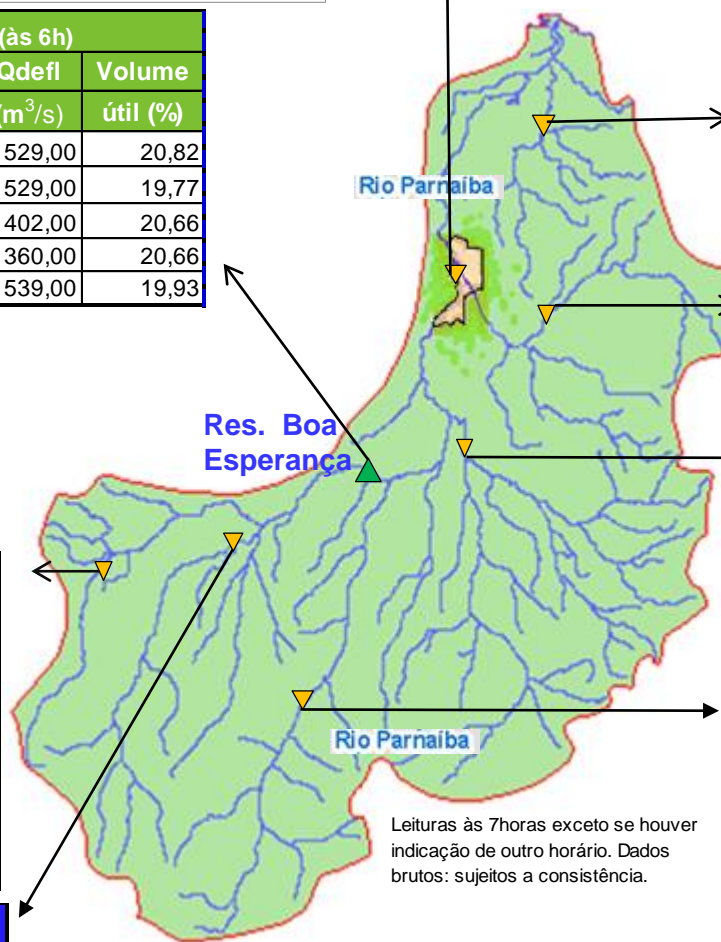 (às 6h)
Qdefl Volume
(m³/s) útil (%)
529,00 20,82
529,00 19,77
402,00 20,66
360,00 20,66
539,00 19,93
Rio Parnaíba
Res. Boa
Esperança
Rio Parnaíba
Leituras às 7horas exceto se houver
indicação de outro horário. Dados
brutos: sujeitos a consistência.